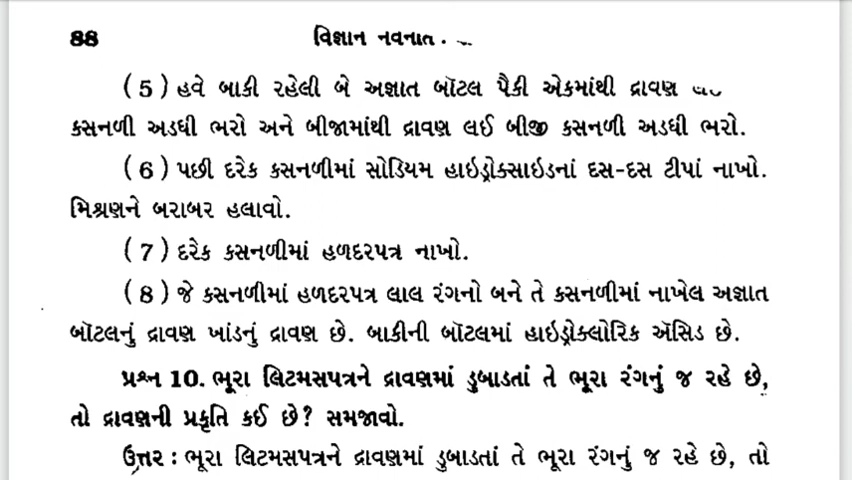 88 વિજ્ઞાન નવનાત
( 5 ) હવે બાકી રહેલી બે અજ્ઞાત બૉટલ પૈકી એકમાંથી દ્રાવણ
કસનળી અડધી ભરો અને બીજામાંથી દ્રાવણ લઈ બીજી કસનળી અડધી ભરો.
( 6 ) પછી દરેક કસનળીમાં સોડિયમ હાઇડ્રોક્સાઇડનાં દસ-દસ ટીપાં નાખો.
મિશ્રણને બરાબર હલાવો.
( 7 ) દરેક કસનળીમાં હળદરપત્ર નાખો.
( 8 ) જે કસનળીમાં હળદરપત્ર લાલ રંગનો બને તે કસનળીમાં નાખેલ અજ્ઞાત
બૉટલનું દ્રાવણ ખાંડનું દ્રાવણ છે. બાકીની બૉટલમાં હાઇડ્રોક્લોરિક ઍસિડ છે.
પ્રશ્ન 10. ભૂરા લિટમસપત્રને દ્રાવણમાં ડુબાડતાં તે ભૂરા રંગનું જ રહે છે,
તો દ્રાવણની પ્રકૃતિ કઈ છે? સમજાવો.
ઉત્તર : ભૂરા લિટમસપત્રને દ્રાવણમાં ડુબાડતાં તે ભૂરા રંગનું જ રહે છે, તો